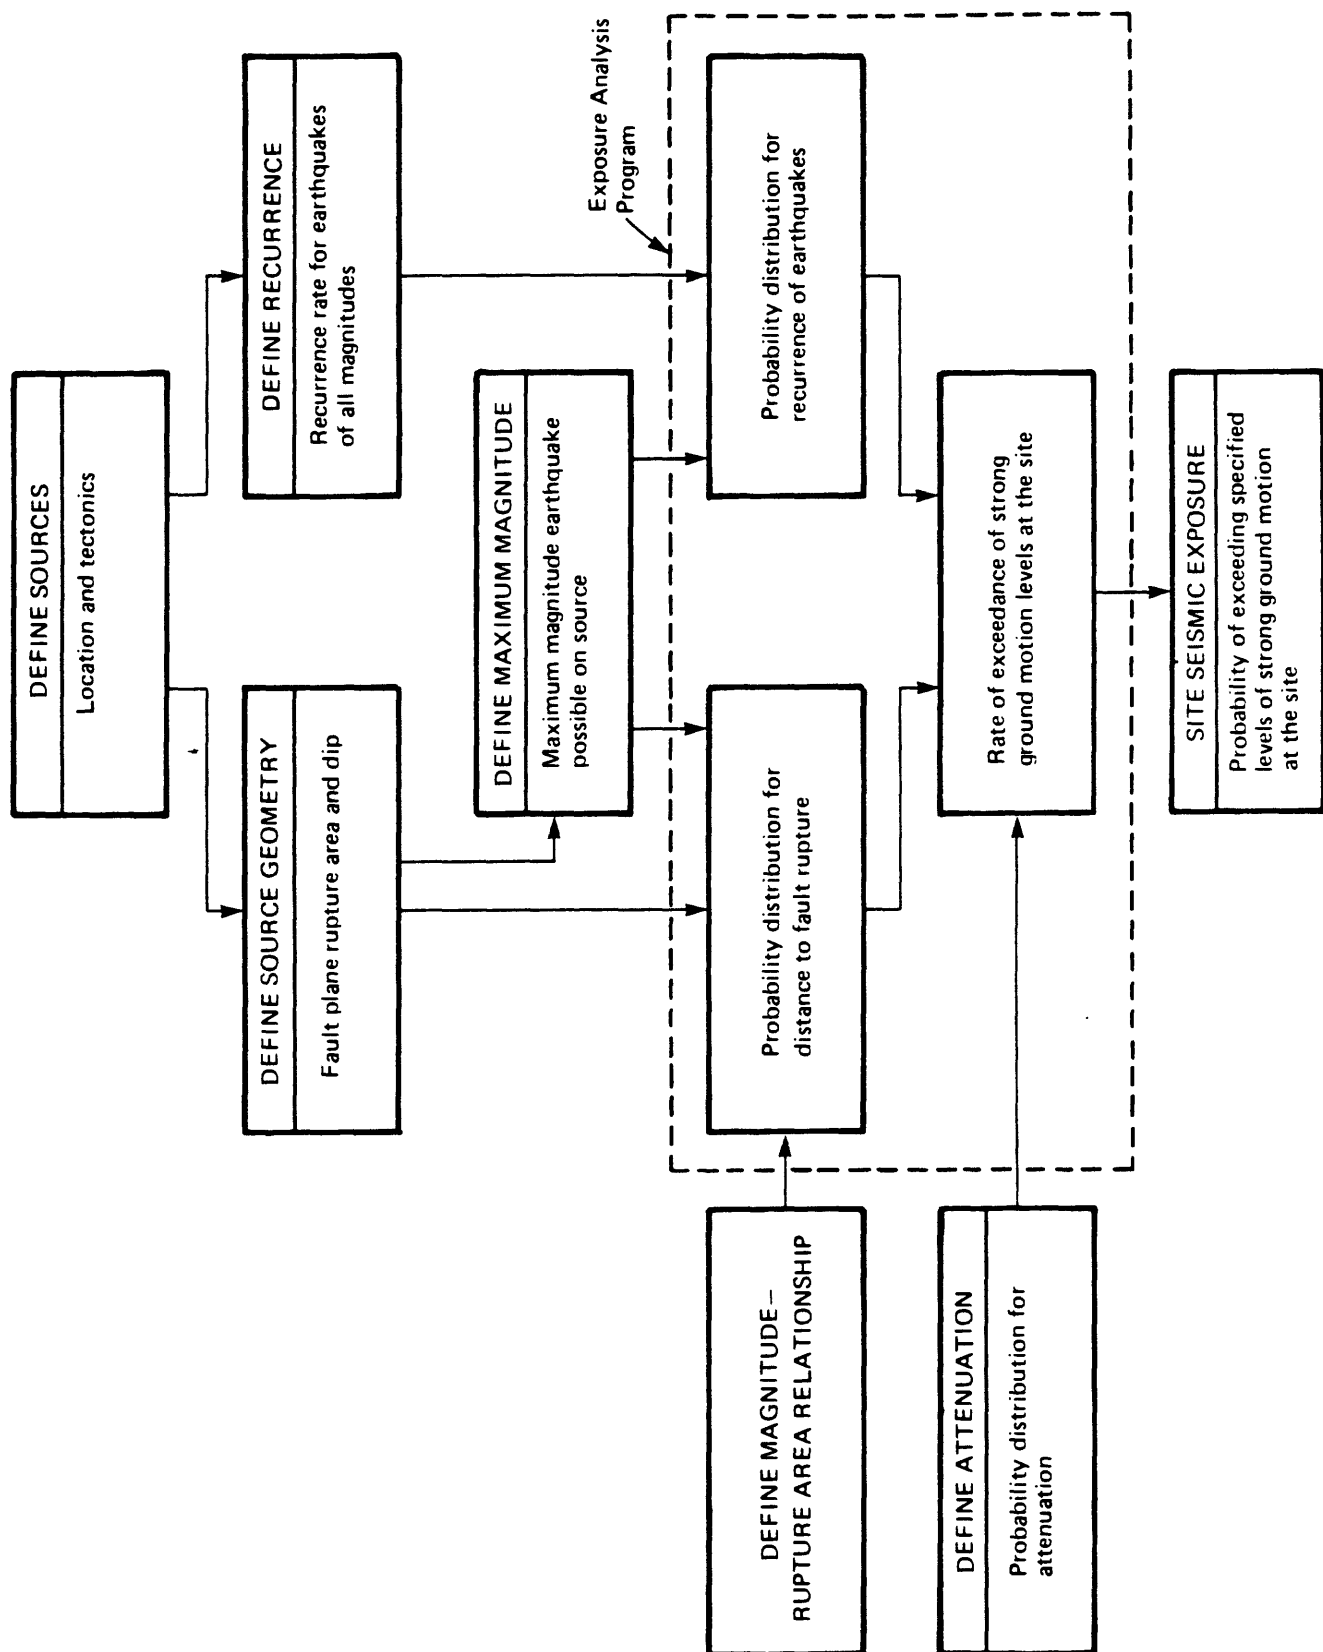 DEFINE SOURCES
Location and tectonics
DEFINE SOURCE GEOMETRY
Fault plane rupture area and dip
DEFINE RECURRENCE
Recurrence rate for earthquakes
of all magnitudes
DEFINE MAXIMUM MAGNITUDE
Maximum magnitude earthquake
possible on source
Exposure Analysis
Program
DEFINE MAGNITUDE–
RUPTURE AREA RELATIONSHIP
Probability distribution for
distance to fault rupture
Probability distribution for
recurrence of earthquakes
DEFINE ATTENUATION
Probability distribution for
attenuation
Rate of exceedance of strong
ground motion levels at the site
SITE SEISMIC EXPOSURE
Probability of exceeding specified
levels of strong ground motion
at the site